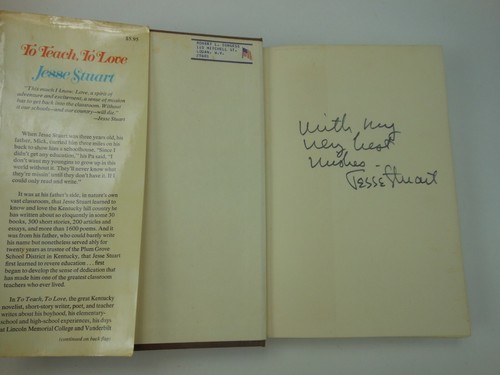 $7.95
To Teach, To Love
Jesse Stuart
"This much I know. Love, a spirit of
adventure and excitement, a sense of mission
has to get back into the classroom. Without
it our schools—and our country—will die."
—Jesse Stuart
When Jesse Stuart was three years old, his
father, Mick, carried him three miles on his
back to show him a schoolhouse. "Since I
didn't get any education," his Pa said, "I
don't want my youngins to grow up in this
world without it. They'll never know what
they're missin' until they don't have it. If I
could only read and write."
It was at his father's side, in nature's own
vast classroom, that Jesse Stuart learned to
know and love the Kentucky hill country he
has written about so eloquently in some 30
books, 300 short stories, 200 articles and
essays, and more than 1600 poems. And it
was from his father, who could barely write
his name but nonetheless served ably for
twenty years as trustee of the Plum Grove
School District in Kentucky, that Jesse Stuart
first learned to revere education . . . first
began to develop the sense of dedication that
has made him one of the greatest classroom
teachers who ever lived.
In To Teach, To Love, the great Kentucky
novelist, short-story writer, poet, and teacher
writes about his boyhood, his elementary-
school and high-school experiences, his days
at Lincoln Memorial College and Vanderbilt
(continued on back flap)
ROBERT L.
MITCHELL ST.
LOGAN, W.V.
With my
very best
wishes
Jesse Stuart